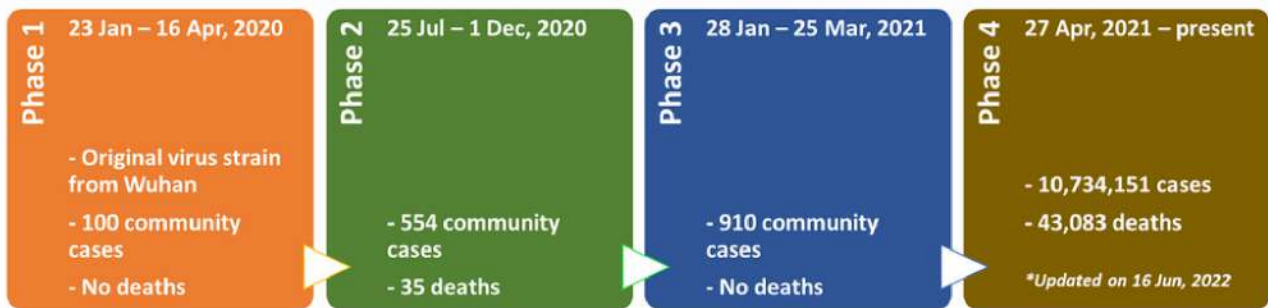 Phase 1
23 Jan – 16 Apr, 2020
- Original virus strain
from Wuhan
- 100 community
cases
- No deaths
Phase 2
25 Jul – 1 Dec, 2020
- 554 community
cases
- 35 deaths
Phase 3
28 Jan – 25 Mar, 2021
- 910 community
cases
- No deaths
Phase 4
27 Apr, 2021 – present
- 10,734,151 cases
- 43,083 deaths
*Updated on 16 Jun, 2022